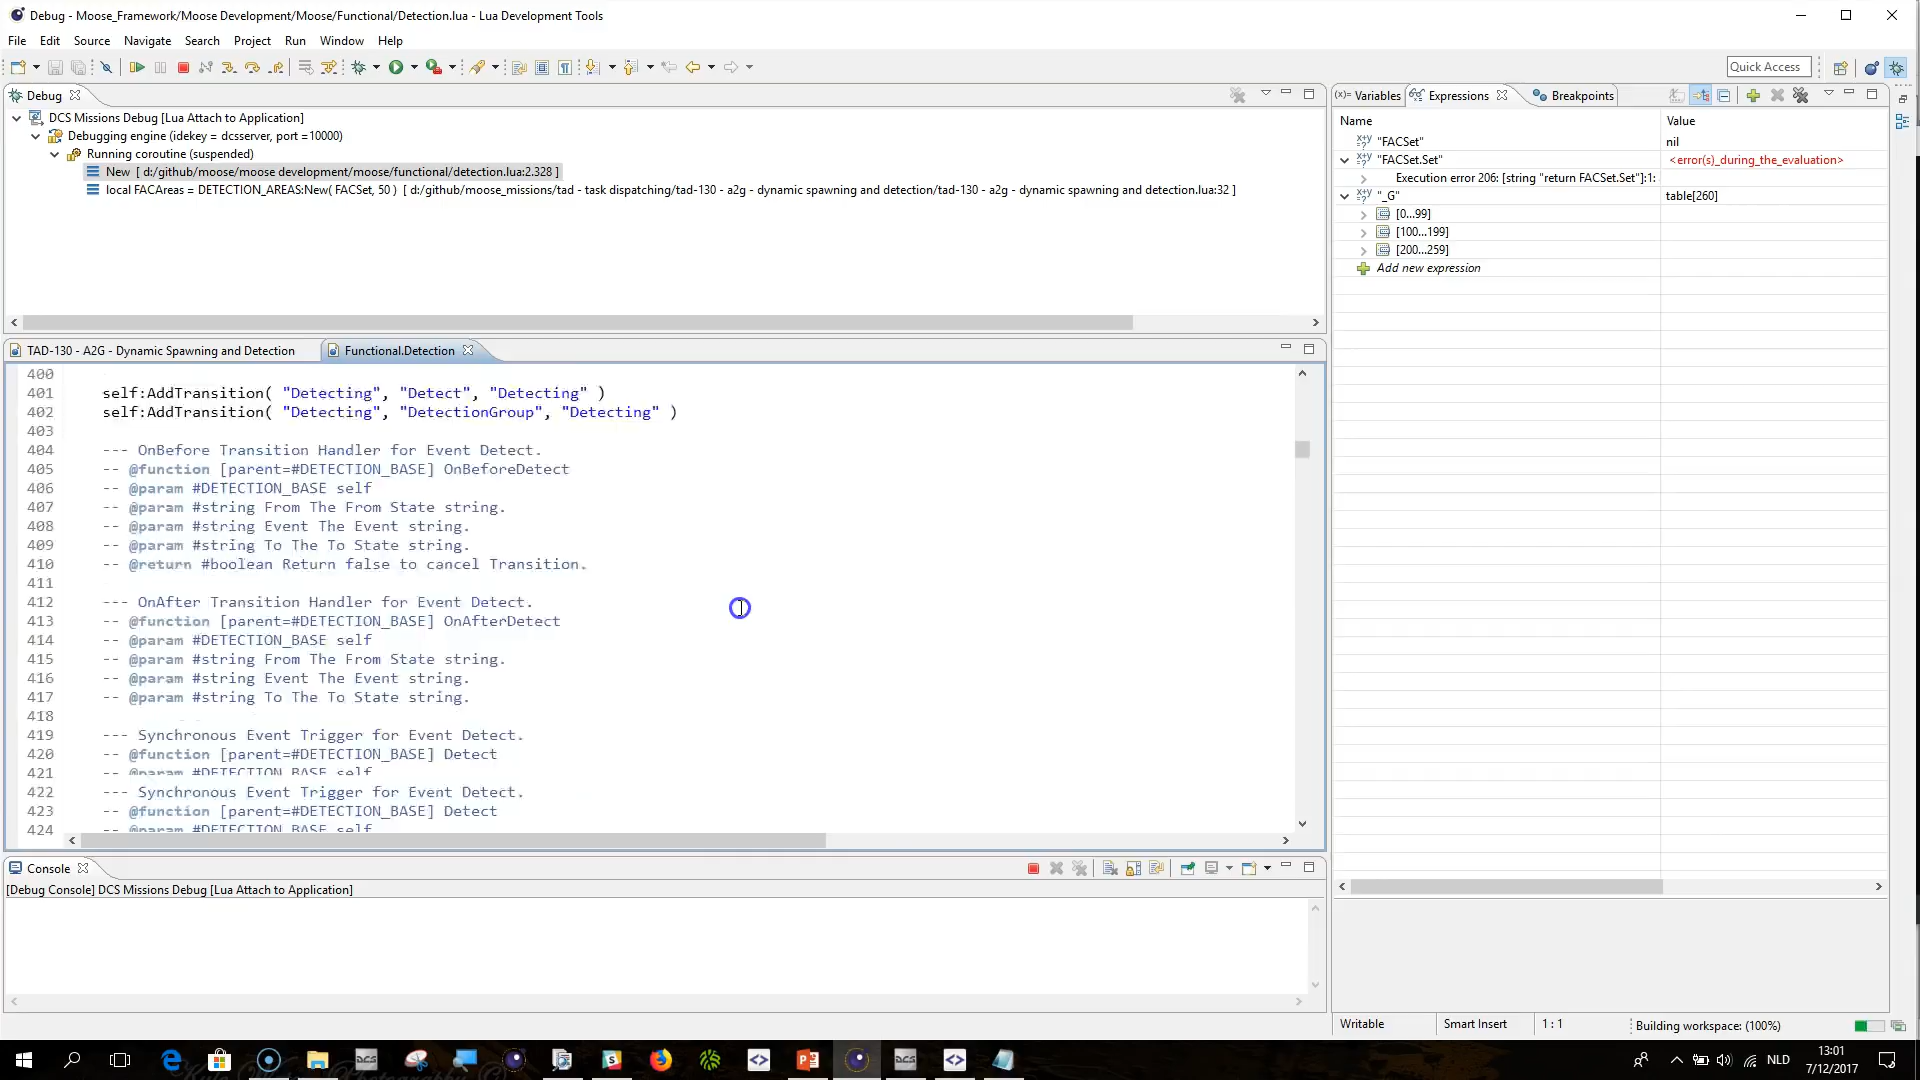 Debug - Moose_Framework/Moose Development/Moose/Functional/Detection.lua - Lua Development Tools
File Edit Source Navigate Search Project Run Window Help
Quick Access
Debug
DCS Missions Debug [Lua Attach to Application]
Debugging engine (idekey = dcsserver, port =10000)
Running coroutine (suspended)
New [ d:/github/moose/moose development/moose/functional/detection.lua:2.328 ]
local FACAreas = DETECTION_AREAS:New( FACSet, 50 ) [ d:/github/moose_missions/tad - task dispatching/tad-130 - a2g - dynamic spawning and detection/tad-130 - a2g - dynamic spawning and detection.lua:32 ]
(x)= Variables Expressions Breakpoints
Name Value
"FACSet" nil
"FACSet.Set" <error(s)_during_the_evaluation>
Execution error 206: [string "return FACSet.Set"]:1:
"_G" table[260]
[0...99]
[100...199]
[200...259]
Add new expression
TAD-130 - A2G - Dynamic Spawning and Detection Functional.Detection
400
401 self:AddTransition( "Detecting", "Detect", "Detecting" )
402 self:AddTransition( "Detecting", "DetectionGroup", "Detecting" )
403
404 --- OnBefore Transition Handler for Event Detect.
405 -- @function [parent=#DETECTION_BASE] OnBeforeDetect
406 -- @param #DETECTION_BASE self
407 -- @param #string From The From State string.
408 -- @param #string Event The Event string.
409 -- @param #string To The To State string.
410 -- @return #boolean Return false to cancel Transition.
411
412 --- OnAfter Transition Handler for Event Detect.
413 -- @function [parent=#DETECTION_BASE] OnAfterDetect
414 -- @param #DETECTION_BASE self
415 -- @param #string From The From State string.
416 -- @param #string Event The Event string.
417 -- @param #string To The To State string.
418
419 --- Synchronous Event Trigger for Event Detect.
420 -- @function [parent=#DETECTION_BASE] Detect
421 -- @param #DETECTION_BASE self
422 --- Synchronous Event Trigger for Event Detect.
423 -- @function [parent=#DETECTION_BASE] Detect
424 -- @param #DETECTION_BASE self
Console
[Debug Console] DCS Missions Debug [Lua Attach to Application]
Writable Smart Insert 1 : 1 Building workspace: (100%)
DCS DCS NLD 13:01
7/12/2017